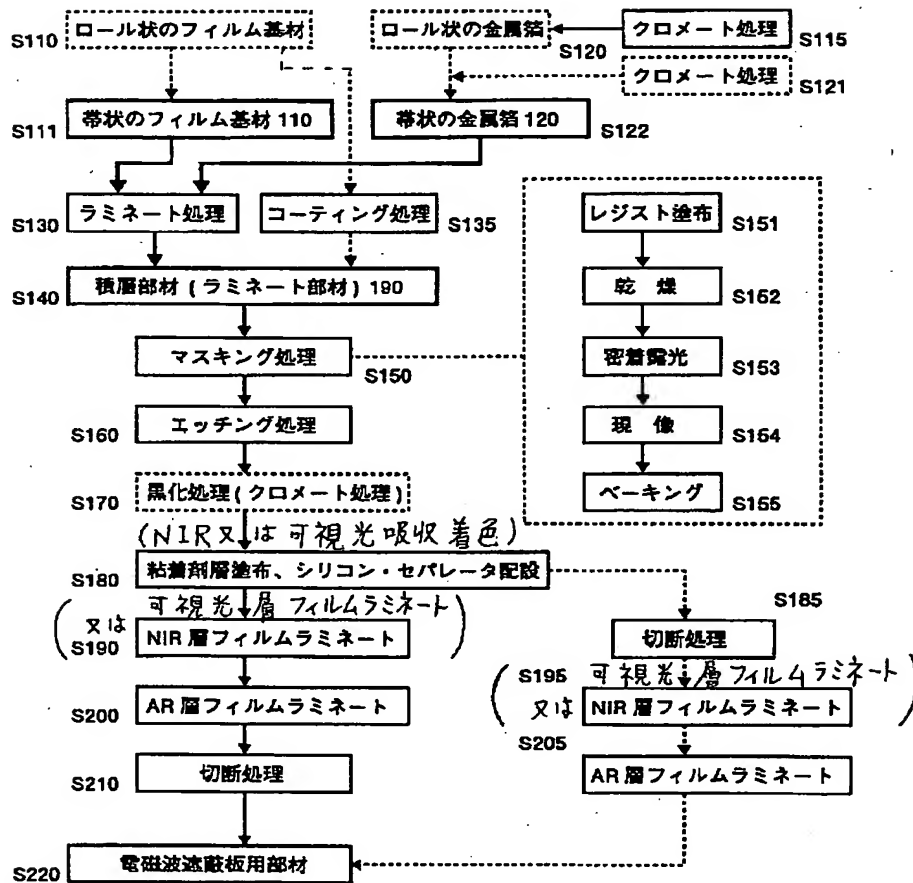 S110 ロール状のフィルム基材
ロール状の金属箔 S120
クロメート処理 S115
クロメート処理 S121
S111 帯状のフィルム基材 110
帯状の金属箔 120 S122
S130 ラミネート処理
コーティング処理 S135
S140 積層部材 (ラミネート部材) 190
マスキング処理 S150
レジスト塗布 S151
乾 燥 S152
密着露光 S153
現 像 S154
ベーキング S155
S160 エッチング処理
S170 黒化処理 (クロメート処理)
(NIR又は可視光吸収着色)
S180 粘着剤層塗布、シリコン・セパレータ配設
(又は 可視光層フィルムラミネート)
S190 NIR 層フィルムラミネート
S200 AR 層フィルムラミネート
S210 切断処理
S185
切断処理
S195 (可視光層フィルムラミネート
又は NIR 層フィルムラミネート)
S205
AR 層フィルムラミネート
S220 電磁波遮蔽板用部材